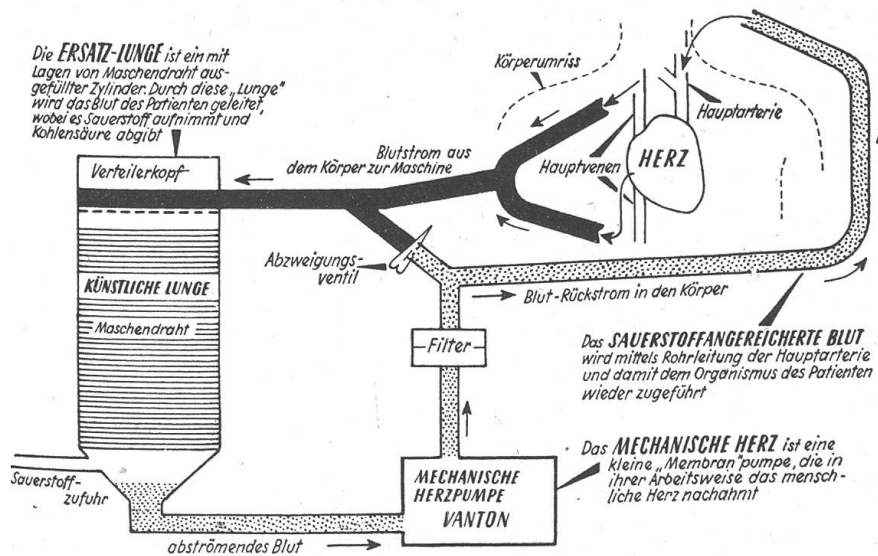 Die ERSATZ-LUNGE ist ein mit
Lagen von Maschendraht aus-
gefüllter Zylinder. Durch diese „Lunge"
wird das Blut des Patienten geleitet,
wobei es Sauerstoff aufnimmt und
Kohlensäure abgibt
Körperumriss
Hauptarterie
Hauptvenen
HERZ
Blutstrom aus
dem Körper zur Maschine
Verteilerkopf
Abzweigungs-
ventil
KÜNSTLICHE LUNGE
Maschendraht
Blut-Rückstrom in den Körper
Filter
Das SAUERSTOFFANGEREICHERTE BLUT
wird mittels Rohrleitung der Hauptarterie
und damit dem Organismus des Patienten
wieder zugeführt
Das MECHANISCHE HERZ ist eine
kleine „Membran"pumpe, die in
ihrer Arbeitsweise das mensch-
liche Herz nachahmt
MECHANISCHE
HERZPUMPE
VANTON
Sauerstoff-
zufuhr
abströmendes Blut